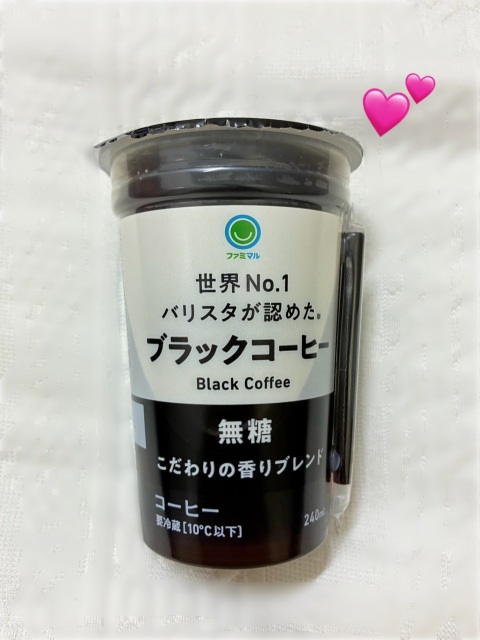 ファミマル
世界No.1
バリスタが認めた※
ブラックコーヒー
Black Coffee
無糖
こだわりの香りブレンド
コーヒー
要冷蔵[10℃以下]
240ml